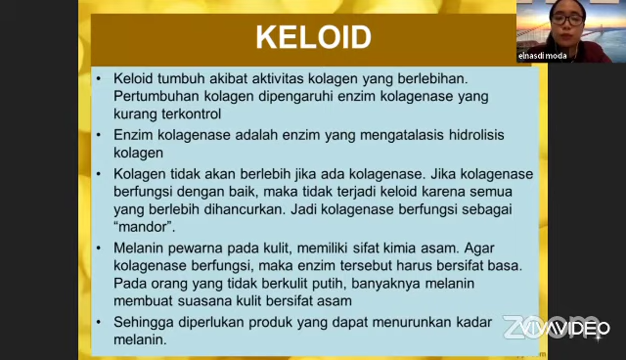 KELOID
elnasdi moda
• Keloid tumbuh akibat aktivitas kolagen yang berlebihan.
Pertumbuhan kolagen dipengaruhi enzim kolagenase yang
kurang terkontrol
• Enzim kolagenase adalah enzim yang mengatalasis hidrolisis
kolagen
• Kolagen tidak akan berlebih jika ada kolagenase. Jika kolagenase
berfungsi dengan baik, maka tidak terjadi keloid karena semua
yang berlebih dihancurkan. Jadi kolagenase berfungsi sebagai
“mandor”.
• Melanin pewarna pada kulit, memiliki sifat kimia asam. Agar
kolagenase berfungsi, maka enzim tersebut harus bersifat basa.
Pada orang yang tidak berkulit putih, banyaknya melanin
membuat suasana kulit bersifat asam
• Sehingga diperlukan produk yang dapat menurunkan kadar
melanin.
zoom
VIVAVIDEO